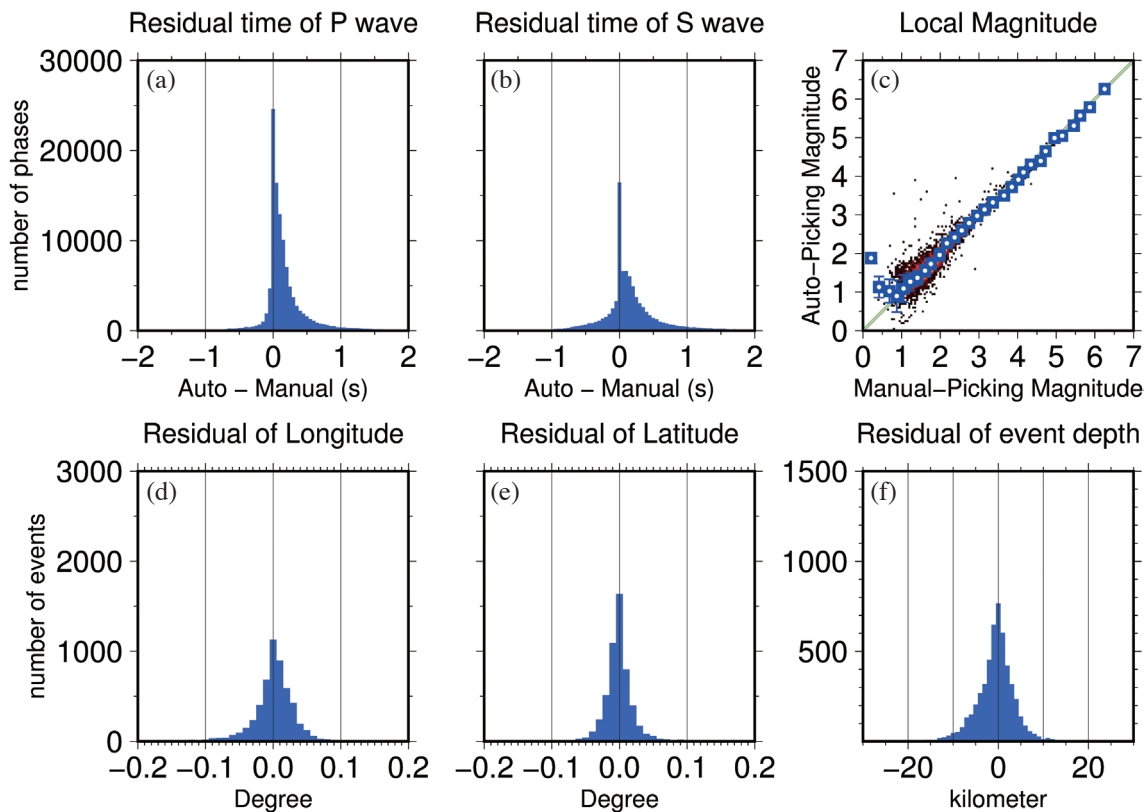 Residual time of P wave
Residual time of S wave
Local Magnitude
(a)
(b)
(c)
30000
20000
10000
0
number of phases
−2 −1 0 1 2
Auto − Manual (s)
−2 −1 0 1 2
Auto − Manual (s)
7
6
5
4
3
2
1
0
Auto−Picking Magnitude
0 1 2 3 4 5 6 7
Manual−Picking Magnitude
Residual of Longitude
Residual of Latitude
Residual of event depth
(d)
(e)
(f)
3000
2000
1000
0
number of events
−0.2 −0.1 0.0 0.1 0.2
Degree
−0.2 −0.1 0.0 0.1 0.2
Degree
1500
1000
500
−20 0 20
kilometer